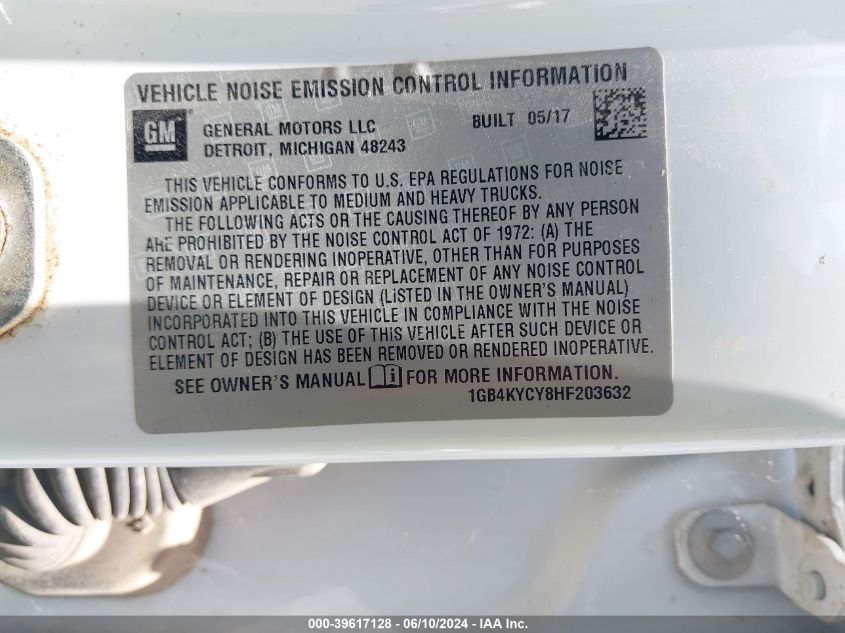 VEHICLE NOISE EMISSION CONTROL INFORMATION
GM
GENERAL MOTORS LLC
DETROIT, MICHIGAN 48243
BUILT 05/17
THIS VEHICLE CONFORMS TO U.S. EPA REGULATIONS FOR NOISE
EMISSION APPLICABLE TO MEDIUM AND HEAVY TRUCKS.
THE FOLLOWING ACTS OR THE CAUSING THEREOF BY ANY PERSON
ARE PROHIBITED BY THE NOISE CONTROL ACT OF 1972: (A) THE
REMOVAL OR RENDERING INOPERATIVE, OTHER THAN FOR PURPOSES
OF MAINTENANCE, REPAIR OR REPLACEMENT OF ANY NOISE CONTROL
DEVICE OR ELEMENT OF DESIGN (LISTED IN THE OWNER'S MANUAL)
INCORPORATED INTO THIS VEHICLE IN COMPLIANCE WITH THE NOISE
CONTROL ACT; (B) THE USE OF THIS VEHICLE AFTER SUCH DEVICE OR
ELEMENT OF DESIGN HAS BEEN REMOVED OR RENDERED INOPERATIVE.
SEE OWNER'S MANUAL FOR MORE INFORMATION.
1GB4KYCY8HF203632
000-39617128 - 06/10/2024 - IAA Inc.